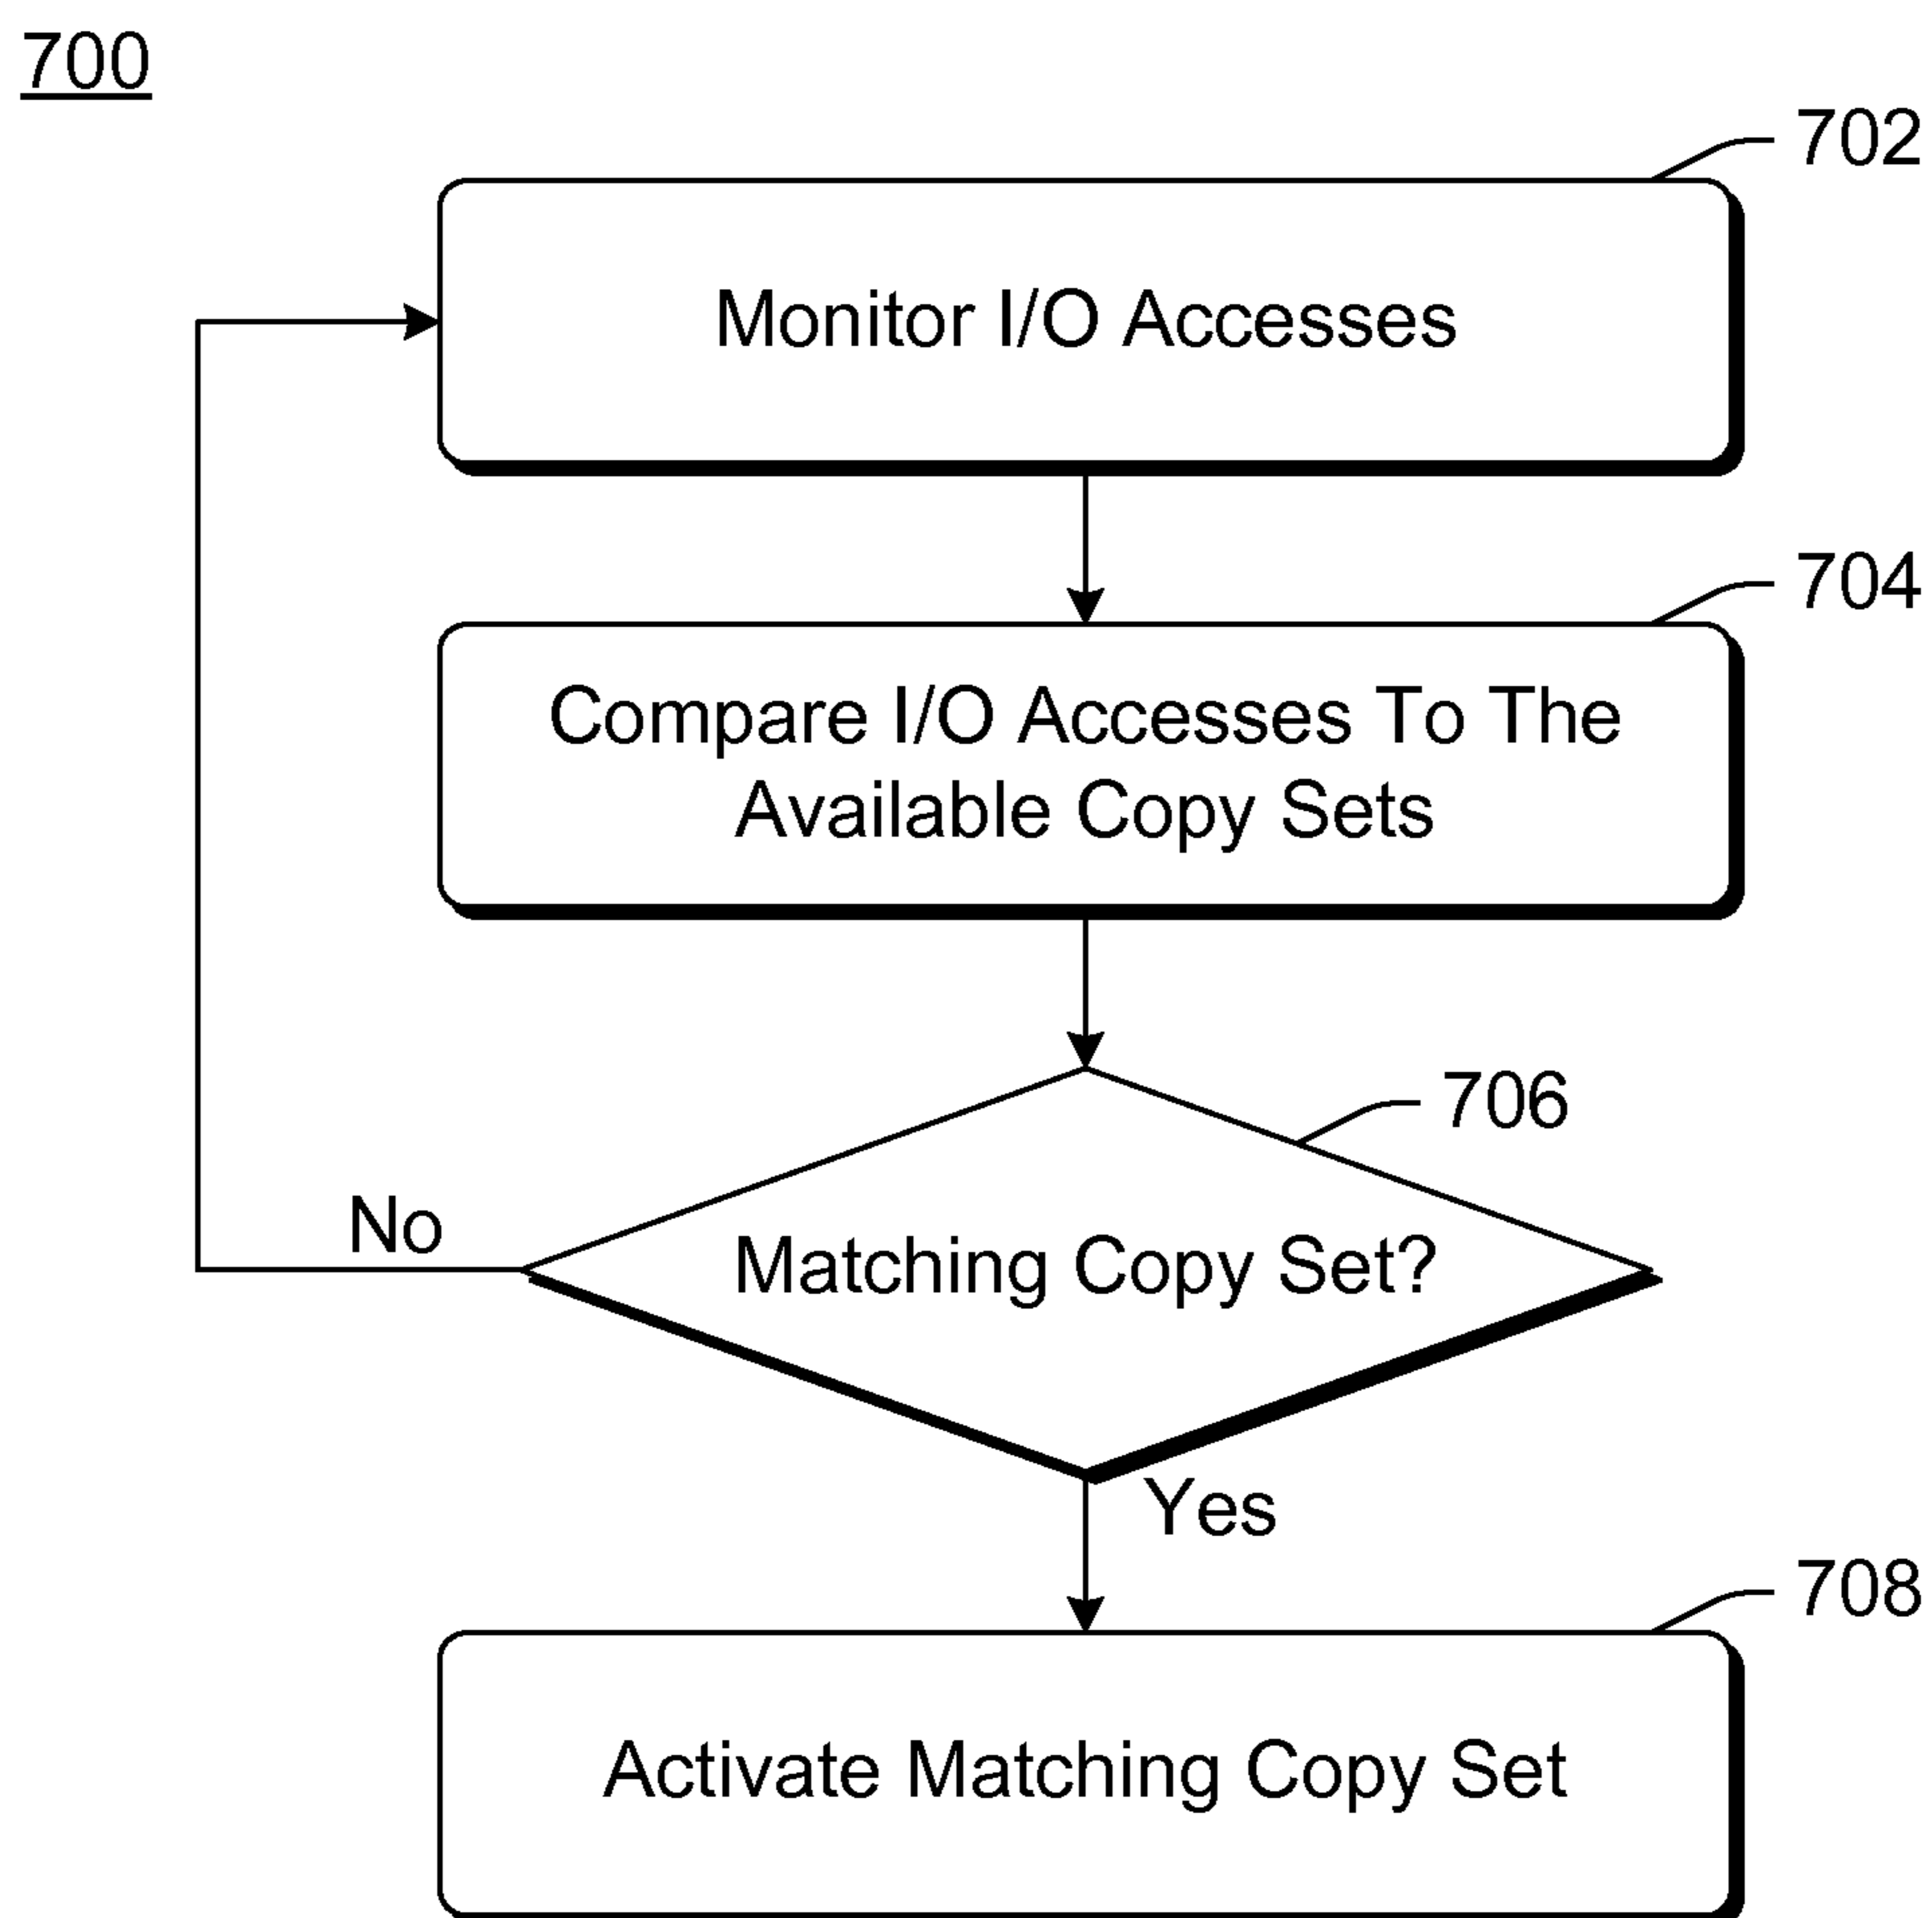 700
702
Monitor I/O Accesses
704
Compare I/O Accesses To The
Available Copy Sets
706
No
Matching Copy Set?
Yes
708
Activate Matching Copy Set